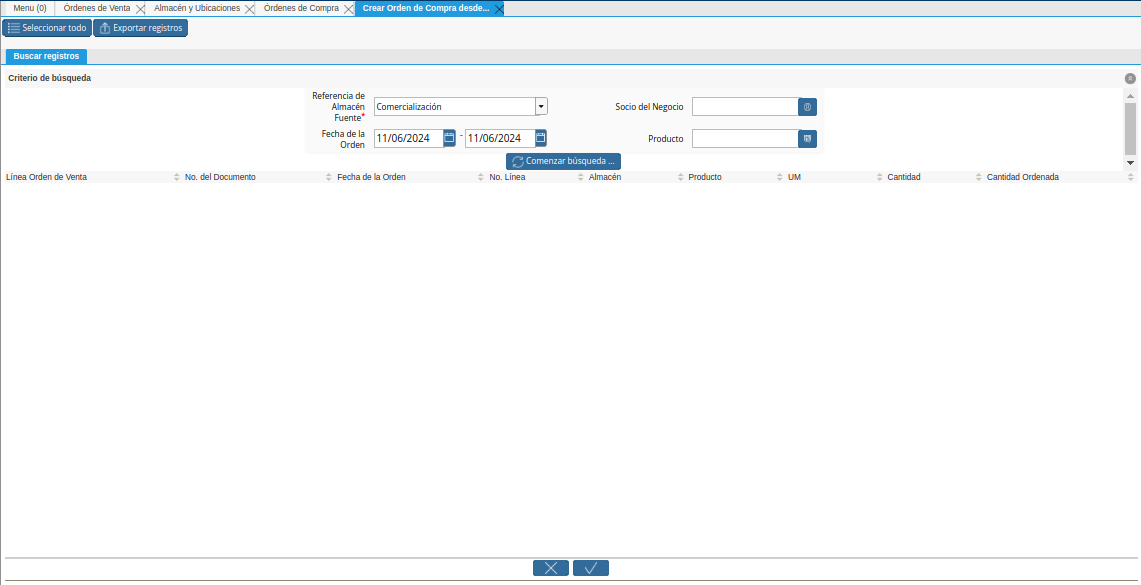 Menu (0) Órdenes de Venta Almacén y Ubicaciones Órdenes de Compra Crear Orden de Compra desde...
Seleccionar todo Exportar registros
Buscar registros
Criterio de búsqueda
Referencia de
Almacén
Fuente*
Comercialización
Socio del Negocio
Fecha de la
Orden
11/06/2024 - 11/06/2024
Producto
Comenzar búsqueda ...
Línea Orden de Venta No. del Documento Fecha de la Orden No. Línea Almacén Producto UM Cantidad Cantidad Ordenada